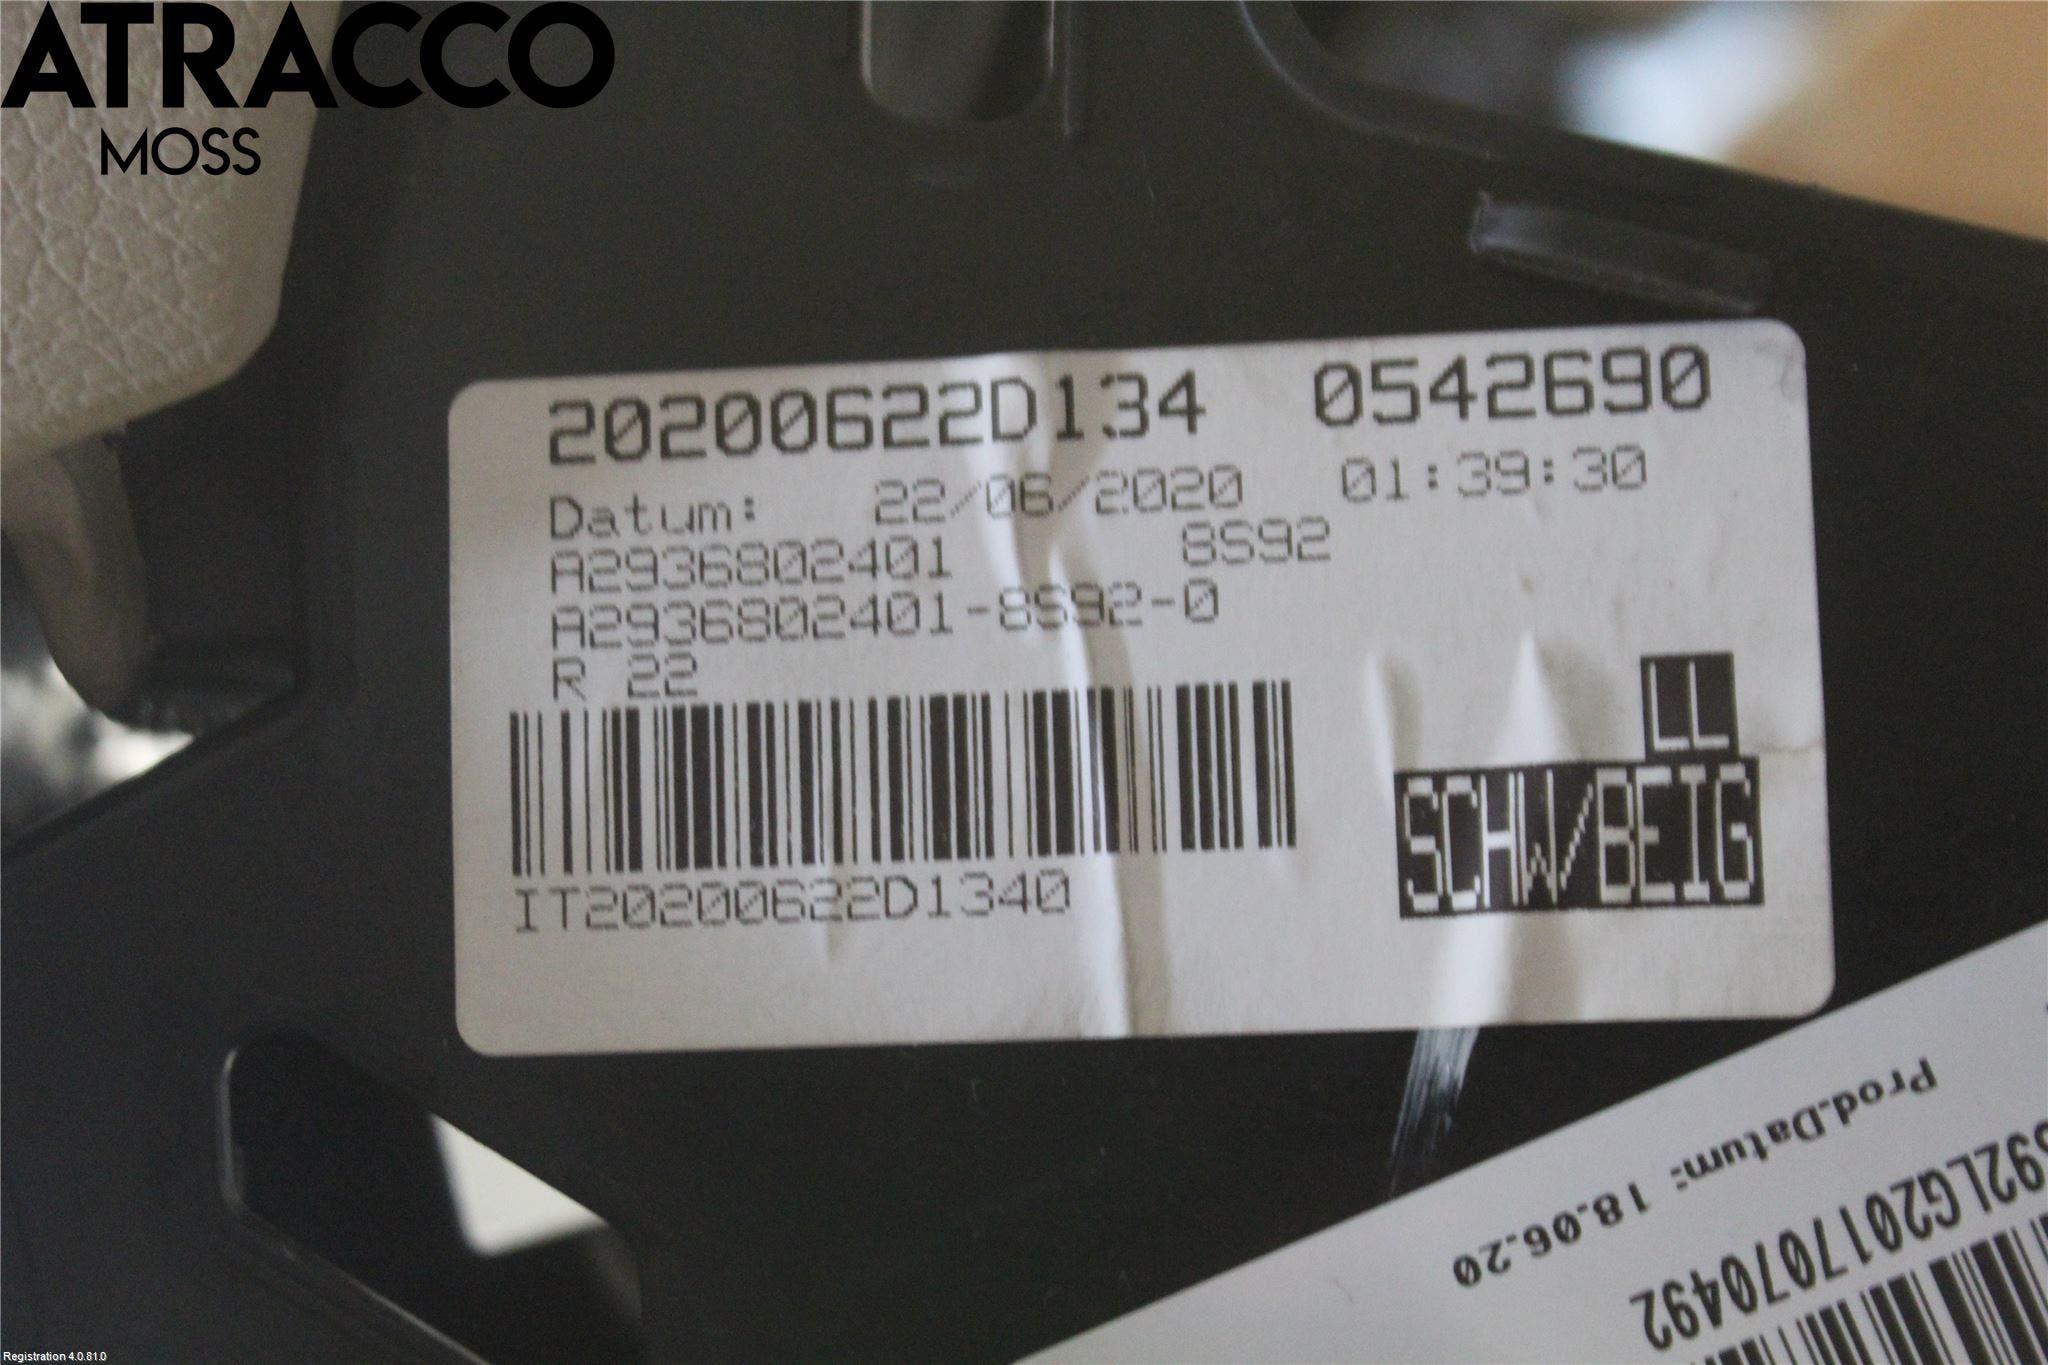 ATRACCO
MOSS
20200622D134 0542690
Datum: 22/06/2020 01:39:30
A2936802401 8S92
A2936802401-8S92-0
R 22
LL
SCHW/BEIG
IT20200622D1340
Prod.Datum: 18.06.20
92LG2017070492
Registration 4.0.81.0